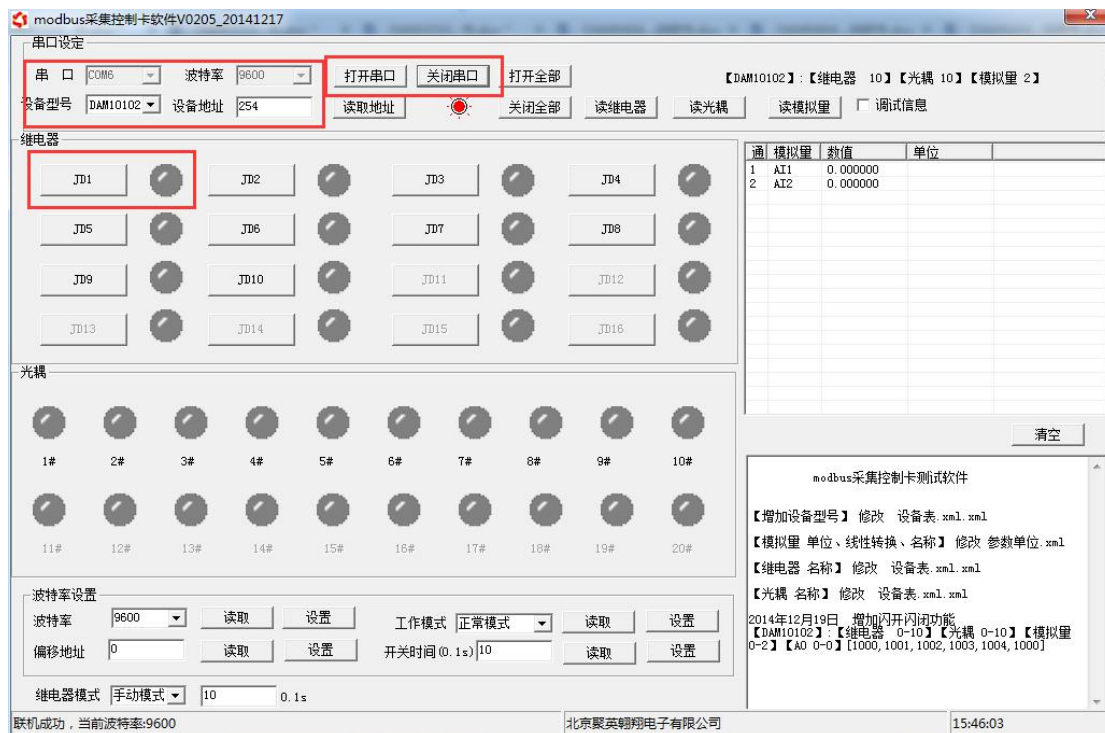 modbus采集控制卡软件V0205_20141217
串口设定
串 口 COM6 波特率 9600 打开串口 关闭串口 打开全部 【DAM10102】:【继电器 10】【光耦 10】【模拟量 2】
设备型号 DAM10102 设备地址 254 读取地址 关闭全部 读继电器 读光耦 读模拟量 调试信息
继电器
JD1 JD2 JD3 JD4
JD5 JD6 JD7 JD8
JD9 JD10 JD11 JD12
JD13 JD14 JD15 JD16
通 模拟量 数值 单位
1 AI1 0.000000
2 AI2 0.000000
光耦
1# 2# 3# 4# 5# 6# 7# 8# 9# 10#
11# 12# 13# 14# 15# 16# 17# 18# 19# 20#
清空
modbus采集控制卡测试软件
【增加设备型号】 修改 设备表.xml.xml
【模拟量 单位、线性转换、名称】 修改 参数单位.xml
【继电器 名称】 修改 设备表.xml.xml
【光耦 名称】 修改 设备表.xml.xml
2014年12月19日 增加闪开闪闭功能
【DAM10102】:【继电器 0-10】【光耦 0-10】【模拟量
0-2】【AO 0-0】[1000,1001,1002,1003,1004,1000]
波特率设置
波特率 9600 读取 设置 工作模式 正常模式 读取 设置
偏移地址 0 读取 设置 开关时间(0.1s) 10 读取 设置
继电器模式 手动模式 10 0.1s
联机成功，当前波特率:9600 北京聚英翱翔电子有限公司 15:46:03